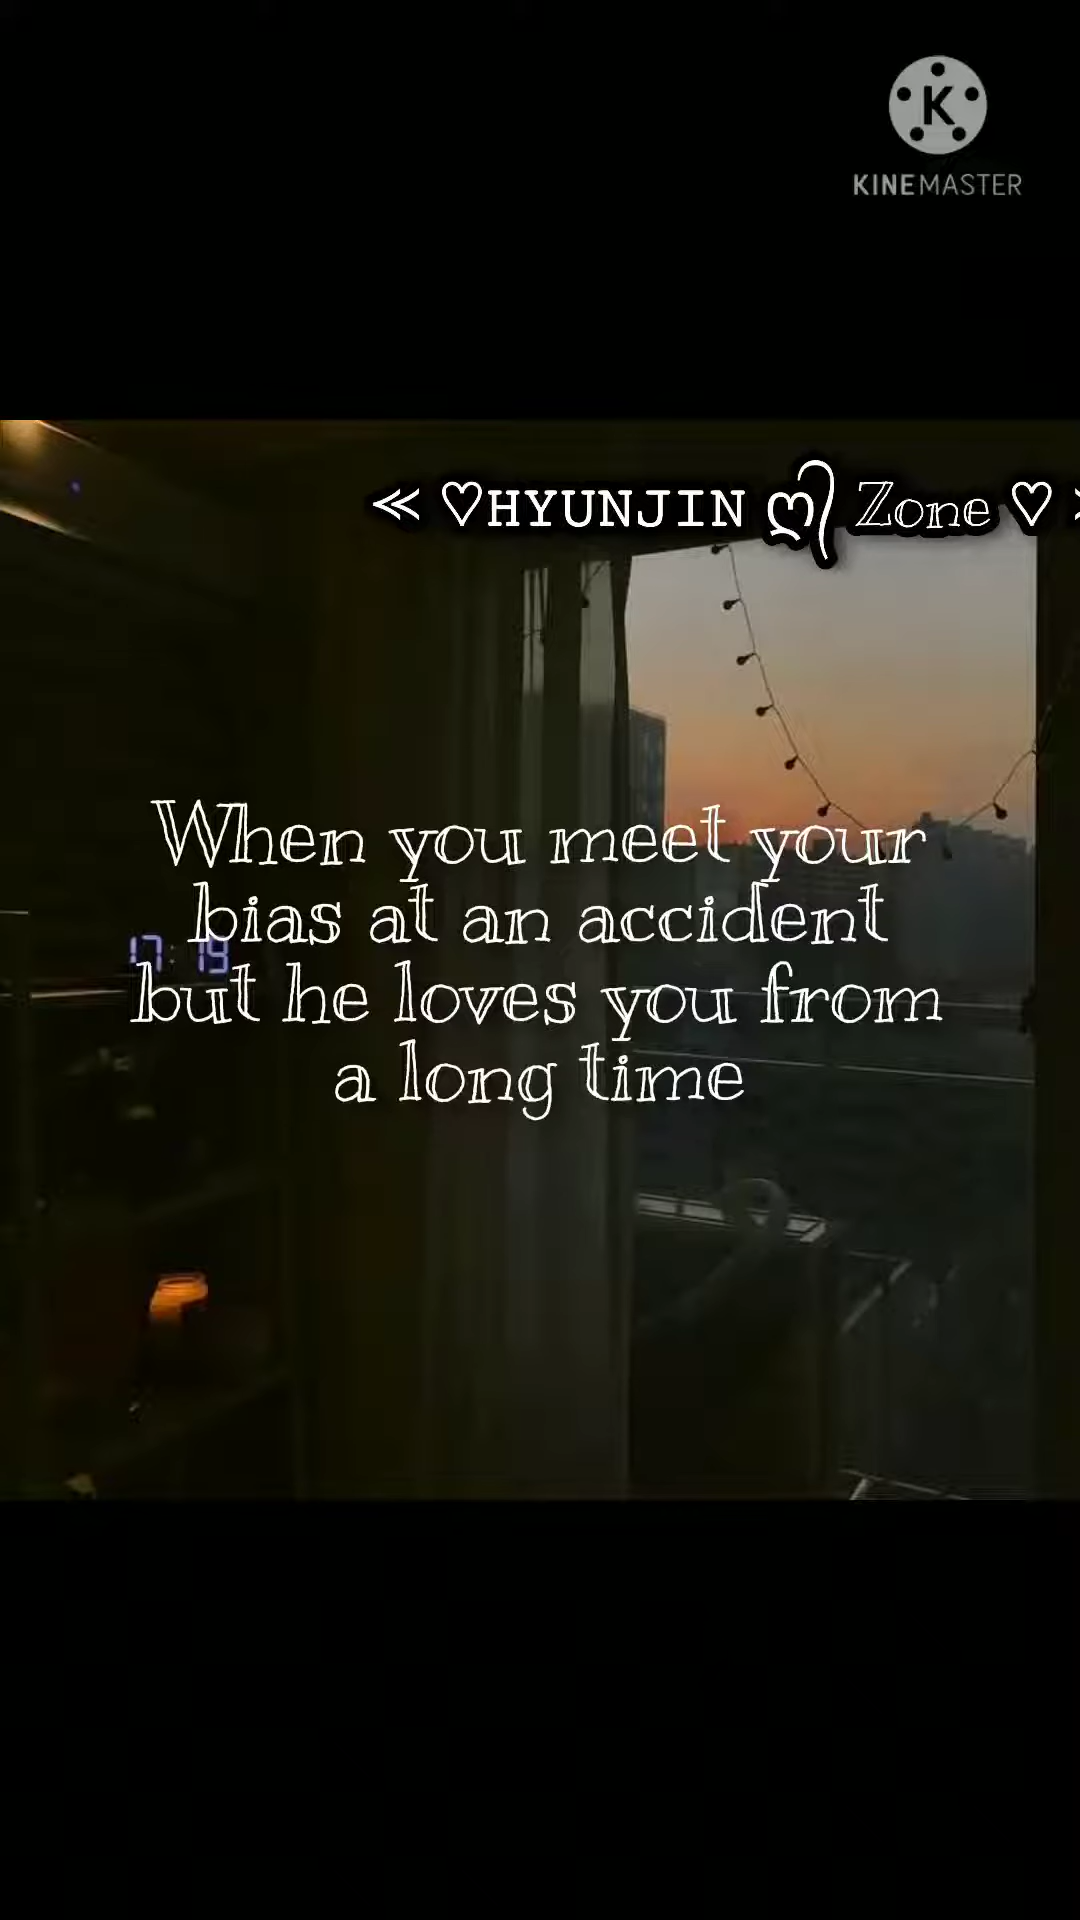 K
KINEMASTER
≪ ♡HYUNJIN ღ᭄ Zone ♡
When you meet your
bias at an accident
17:19
but he loves you from
a long time